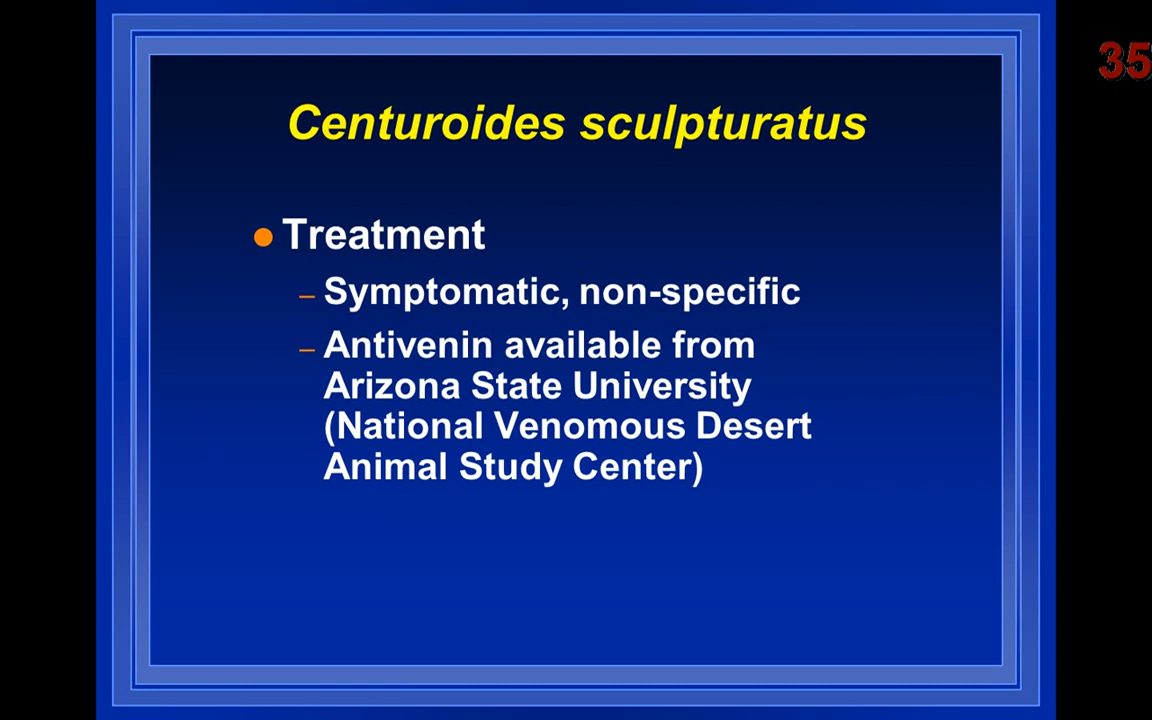 35
Centuroides sculpturatus
● Treatment
– Symptomatic, non-specific
– Antivenin available from
Arizona State University
(National Venomous Desert
Animal Study Center)